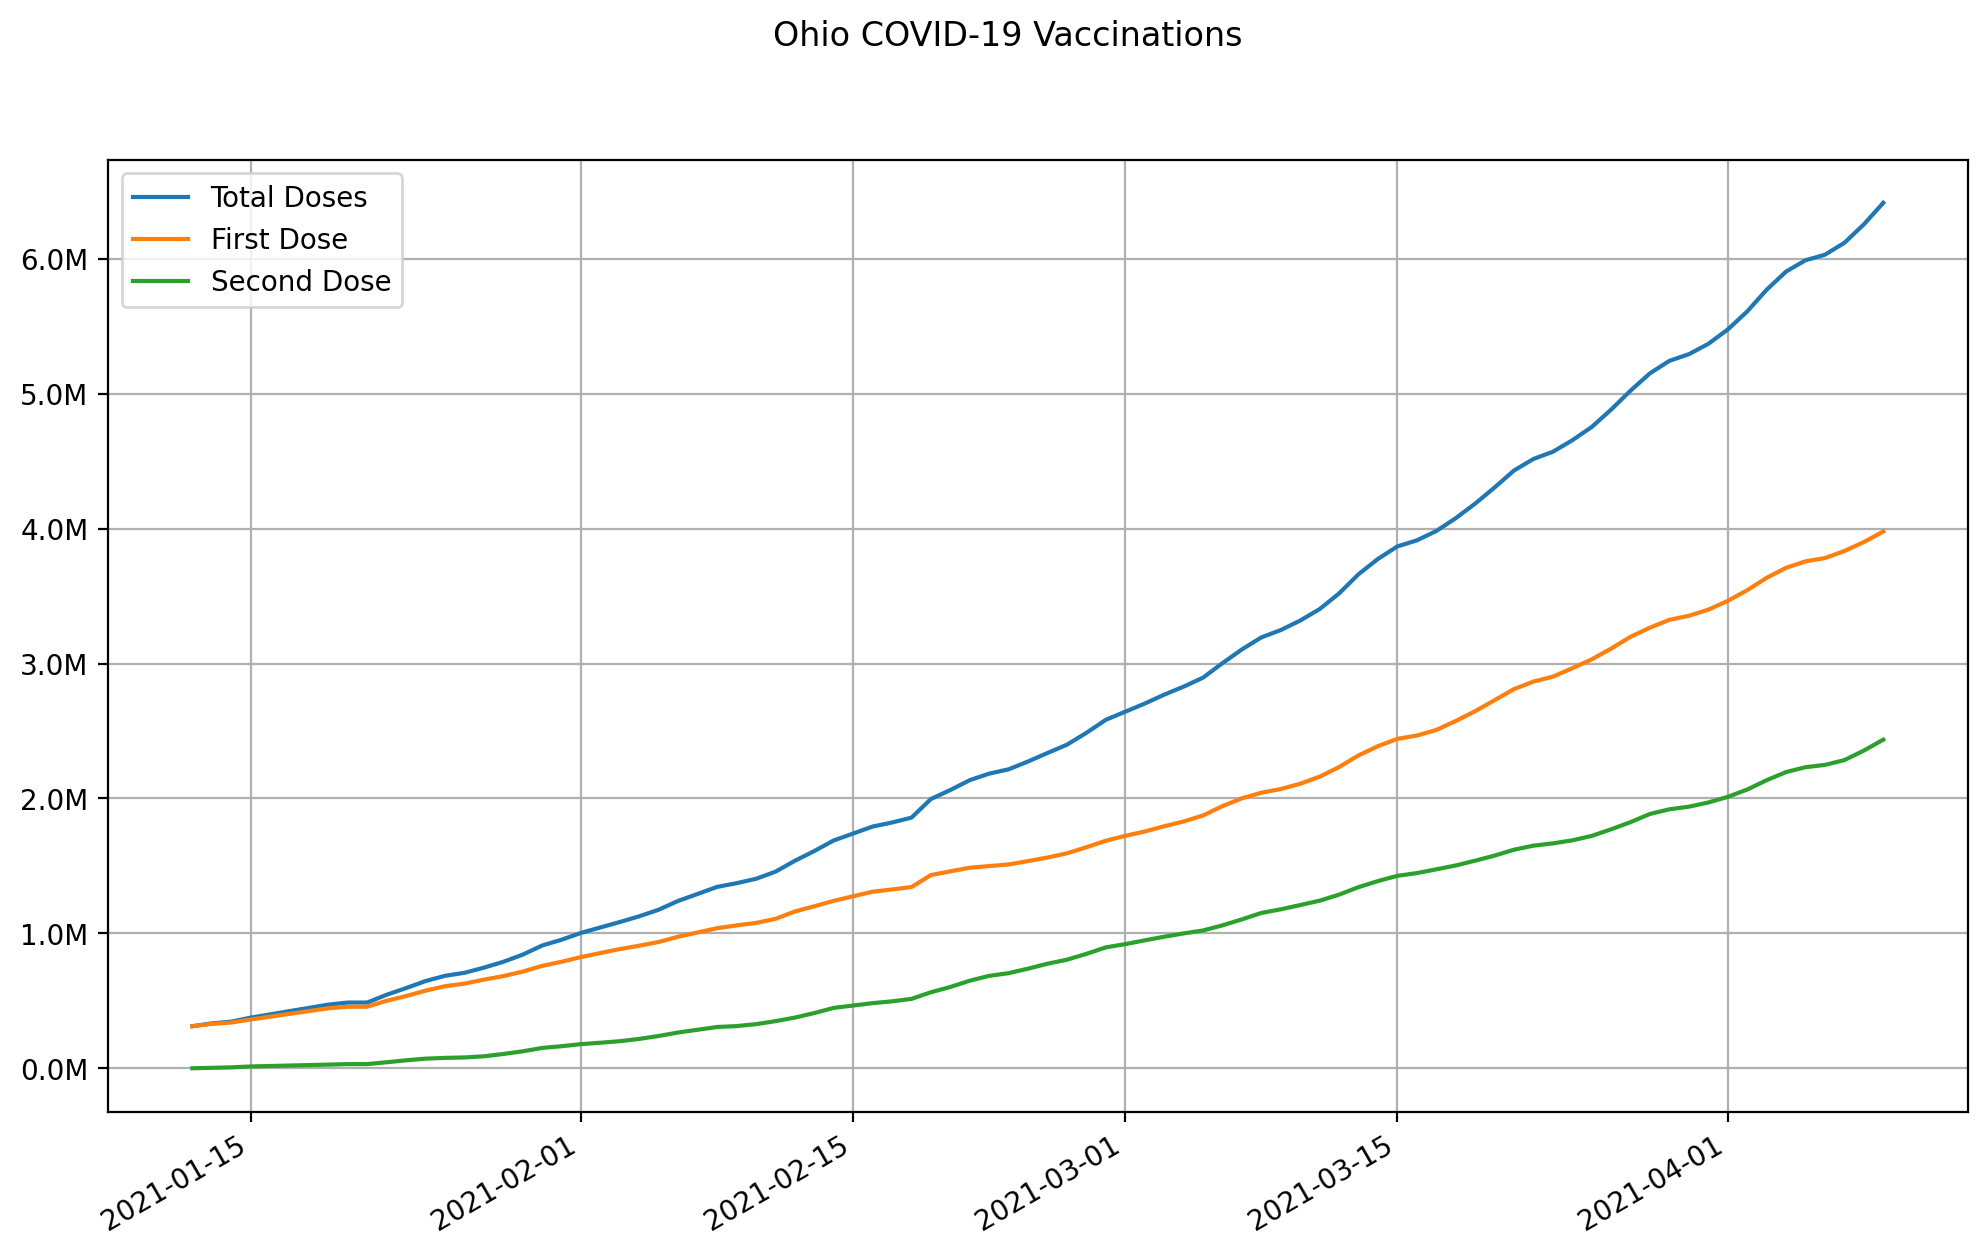 Ohio COVID-19 Vaccinations
Total Doses
First Dose
Second Dose
6.0M
5.0M
4.0M
3.0M
2.0M
1.0M
0.0M
2021-01-15
2021-02-01
2021-02-15
2021-03-01
2021-03-15
2021-04-01